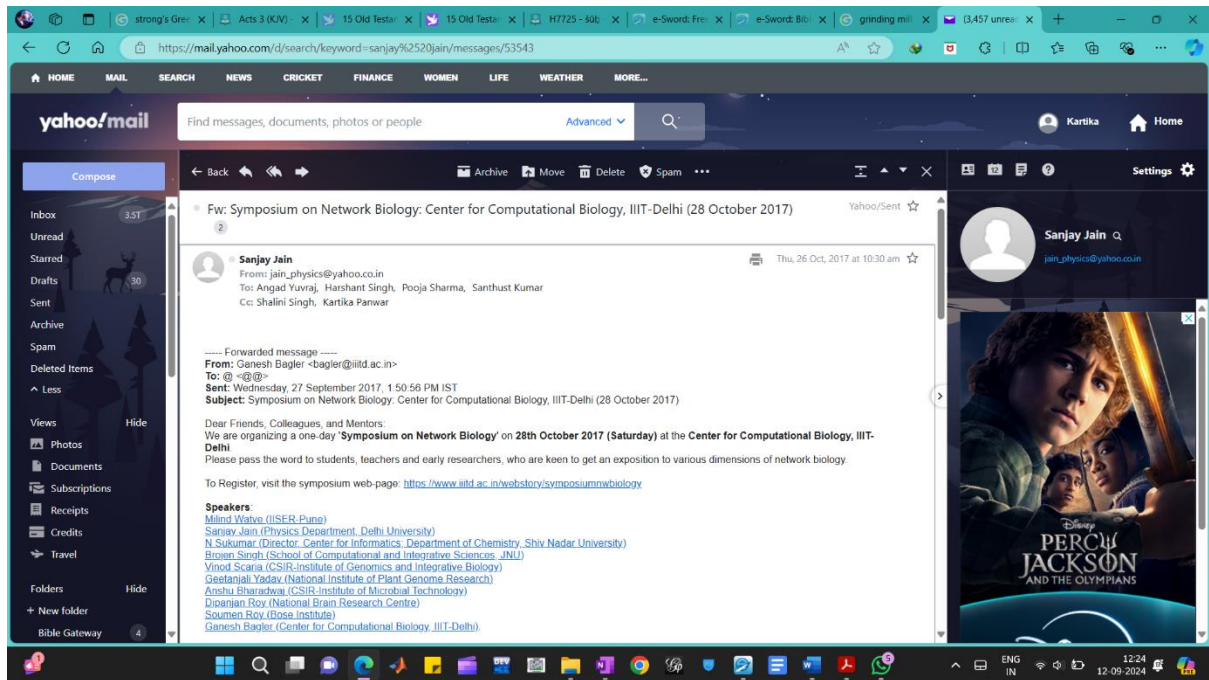 strong's Gree
Acts 3 (KJV) -
15 Old Testar
15 Old Testar
H7725 - šûḇ -
e-Sword: Free
e-Sword: Bibl
grinding mill
(3,457 unread
https://mail.yahoo.com/d/search/keyword=sanjay%2520jain/messages/53543
HOME MAIL SEARCH NEWS CRICKET FINANCE WOMEN LIFE WEATHER MORE...
yahoo!mail
Find messages, documents, photos or people
Advanced
Kartika
Home
Compose
Back
Archive Move Delete Spam
12
Settings
Inbox 3.5T
Unread
Starred
Drafts 30
Sent
Archive
Spam
Deleted Items
Less
Views Hide
Photos
Documents
Subscriptions
Receipts
Credits
Travel
Folders Hide
+ New folder
Bible Gateway 4
Fw: Symposium on Network Biology: Center for Computational Biology, IIIT-Delhi (28 October 2017)
2
Yahoo/Sent
Sanjay Jain
Thu, 26 Oct, 2017 at 10:30 am
From: jain_physics@yahoo.co.in
To: Angad Yuvraj, Harshant Singh, Pooja Sharma, Santhust Kumar
Cc: Shalini Singh, Kartika Panwar
----- Forwarded message -----
From: Ganesh Bagler <bagler@iiitd.ac.in>
To: @ <@@>
Sent: Wednesday, 27 September 2017, 1:50:56 PM IST
Subject: Symposium on Network Biology: Center for Computational Biology, IIIT-Delhi (28 October 2017)
Dear Friends, Colleagues, and Mentors:
We are organizing a one-day 'Symposium on Network Biology' on 28th October 2017 (Saturday) at the Center for Computational Biology, IIIT-
Delhi.
Please pass the word to students, teachers and early researchers, who are keen to get an exposition to various dimensions of network biology.
To Register, visit the symposium web-page: https://www.iiitd.ac.in/webstory/symposiumnwbiology
Speakers:
Milind Watve (IISER-Pune)
Sanjay Jain (Physics Department, Delhi University)
N Sukumar (Director, Center for Informatics; Department of Chemistry, Shiv Nadar University)
Brojen Singh (School of Computational and Integrative Sciences, JNU)
Vinod Scaria (CSIR-Institute of Genomics and Integrative Biology)
Geetanjali Yadav (National Institute of Plant Genome Research)
Anshu Bharadwaj (CSIR-Institute of Microbial Technology)
Dipanjan Roy (National Brain Research Centre)
Soumen Roy (Bose Institute)
Ganesh Bagler (Center for Computational Biology, IIIT-Delhi).
Sanjay Jain
jain_physics@yahoo.co.in
Disney
PERCY
JACKSON
AND THE OLYMPIANS
1
DEV
5
ENG
IN
12:24
12-09-2024